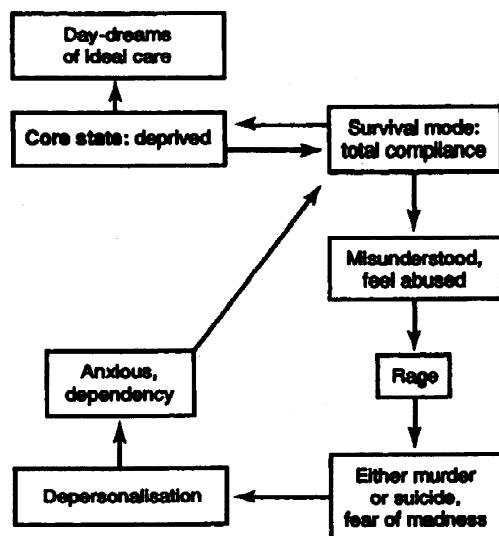 Day-dreams
of ideal care
Core state: deprived
Survival mode:
total compliance
Misunderstood,
feel abused
Rage
Either murder
or suicide,
fear of madness
Depersonalisation
Anxious,
dependency